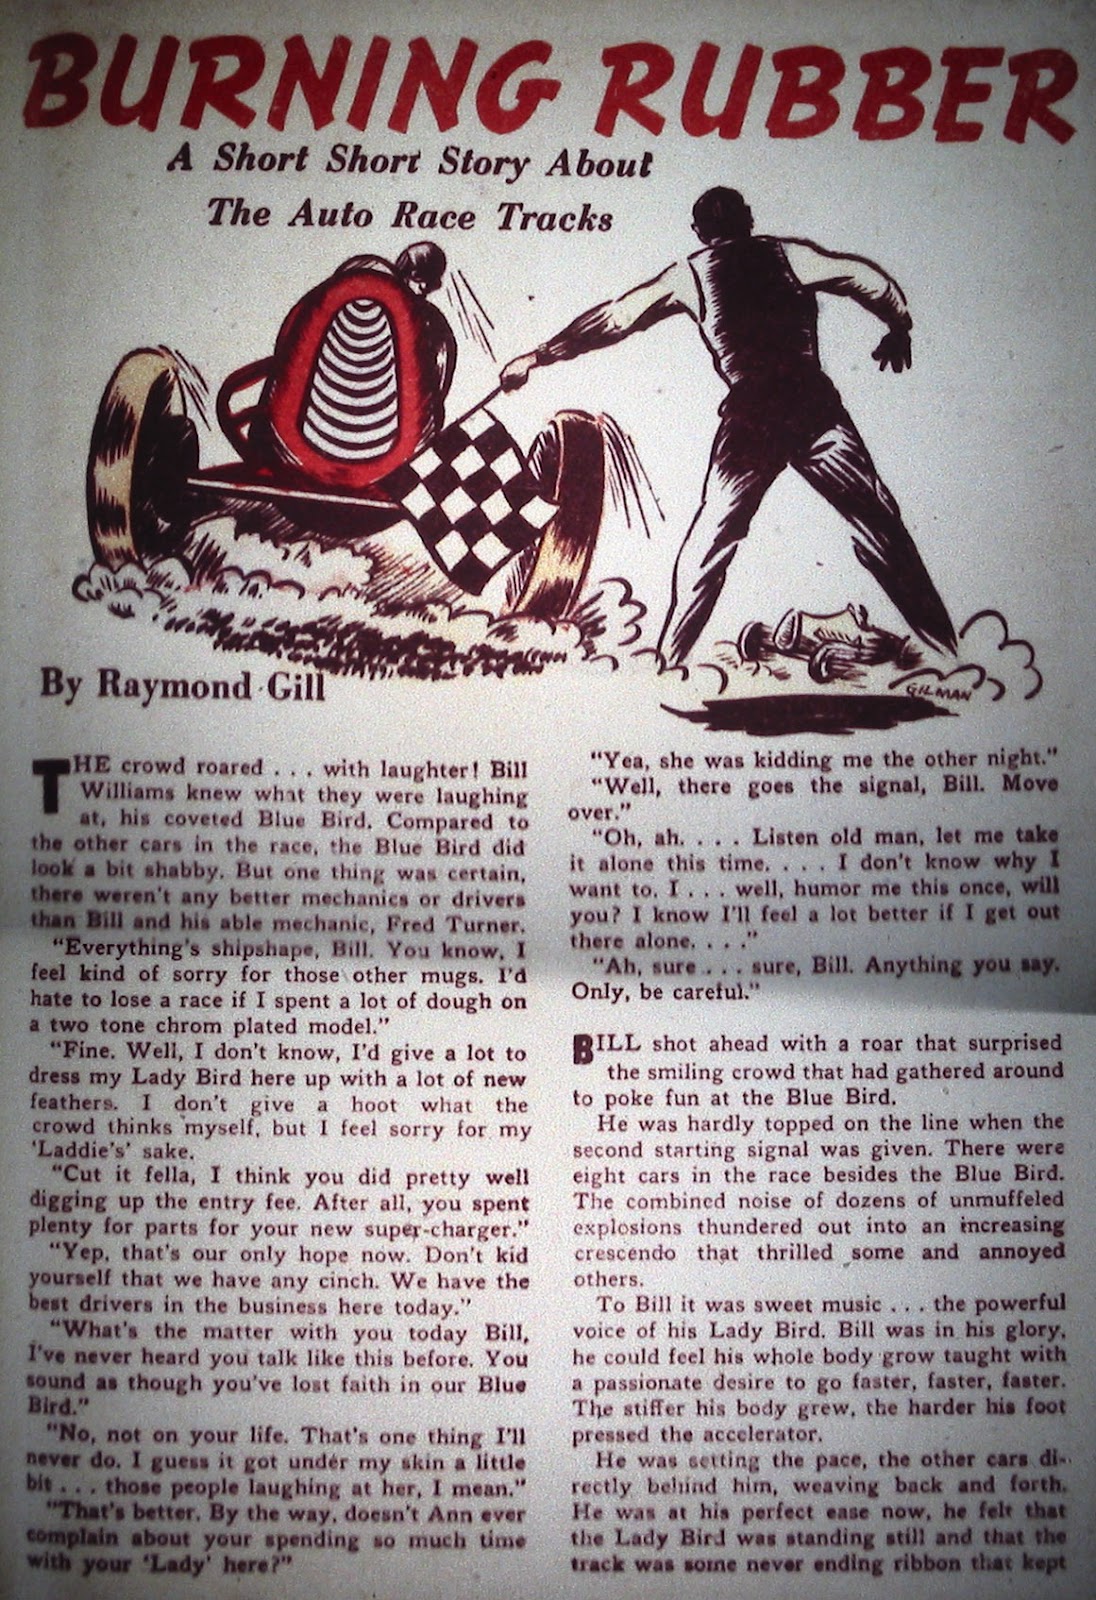 BURNING RUBBER
A Short Short Story About
The Auto Race Tracks
By Raymond Gill
GILMAN
THE crowd roared . . . with laughter! Bill
Williams knew what they were laughing
at, his coveted Blue Bird. Compared to
the other cars in the race, the Blue Bird did
look a bit shabby. But one thing was certain,
there weren't any better mechanics or drivers
than Bill and his able mechanic, Fred Turner.
"Everything's shipshape, Bill. You know, I
feel kind of sorry for those other mugs. I'd
hate to lose a race if I spent a lot of dough on
a two tone chrom plated model."
"Fine. Well, I don't know, I'd give a lot to
dress my Lady Bird here up with a lot of new
feathers. I don't give a hoot what the
crowd thinks myself, but I feel sorry for my
'Laddie's' sake.
"Cut it fella, I think you did pretty well
digging up the entry fee. After all, you spent
plenty for parts for your new super-charger."
"Yep, that's our only hope now. Don't kid
yourself that we have any cinch. We have the
best drivers in the business here today."
"What's the matter with you today Bill,
I've never heard you talk like this before. You
sound as though you've lost faith in our Blue
Bird."
"No, not on your life. That's one thing I'll
never do. I guess it got under my skin a little
bit . . . those people laughing at her, I mean."
"That's better. By the way, doesn't Ann ever
complain about your spending so much time
with your 'Lady' here?"
"Yea, she was kidding me the other night."
"Well, there goes the signal, Bill. Move
over."
"Oh, ah. . . . Listen old man, let me take
it alone this time. . . . I don't know why I
want to. I . . . well, humor me this once, will
you? I know I'll feel a lot better if I get out
there alone. . . ."
"Ah, sure . . . sure, Bill. Anything you say.
Only, be careful."
BILL shot ahead with a roar that surprised
the smiling crowd that had gathered around
to poke fun at the Blue Bird.
He was hardly topped on the line when the
second starting signal was given. There were
eight cars in the race besides the Blue Bird.
The combined noise of dozens of unmuffeled
explosions thundered out into an increasing
crescendo that thrilled some and annoyed
others.
To Bill it was sweet music . . . the powerful
voice of his Lady Bird. Bill was in his glory,
he could feel his whole body grow taught with
a passionate desire to go faster, faster, faster.
The stiffer his body grew, the harder his foot
pressed the accelerator.
He was setting the pace, the other cars di-
rectly behind him, weaving back and forth.
He was at his perfect ease now, he felt that
the Lady Bird was standing still and that the
track was some never ending ribbon that kept